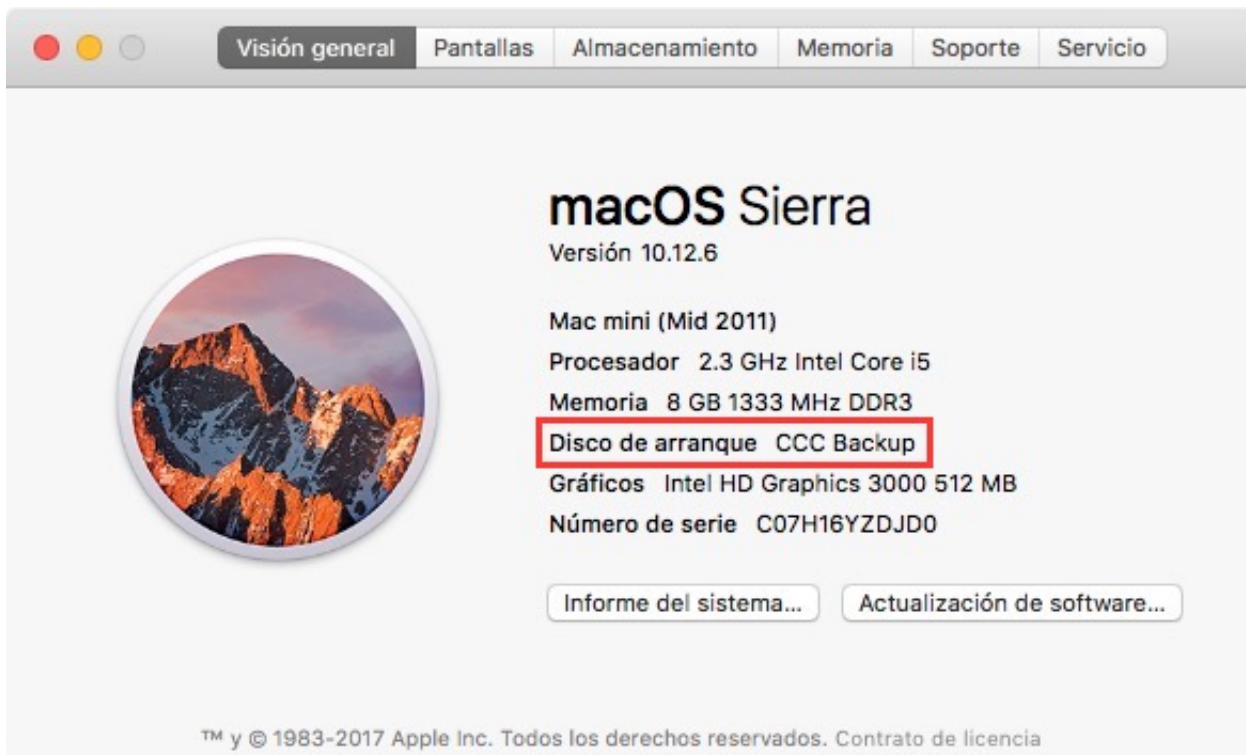 Visión general Pantallas Almacenamiento Memoria Soporte Servicio
macOS Sierra
Versión 10.12.6
Mac mini (Mid 2011)
Procesador 2.3 GHz Intel Core i5
Memoria 8 GB 1333 MHz DDR3
Disco de arranque CCC Backup
Gráficos Intel HD Graphics 3000 512 MB
Número de serie C07H16YZDJD0
Informe del sistema... Actualización de software...
™ y © 1983-2017 Apple Inc. Todos los derechos reservados. Contrato de licencia